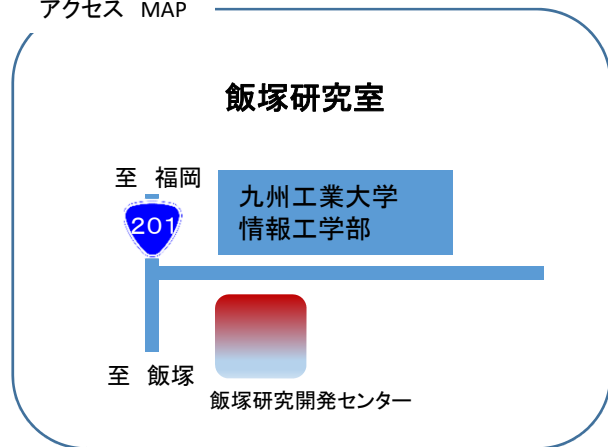 アクセス MAP
飯塚研究室
至 福岡
九州工業大学
情報工学部
201
至 飯塚
飯塚研究開発センター